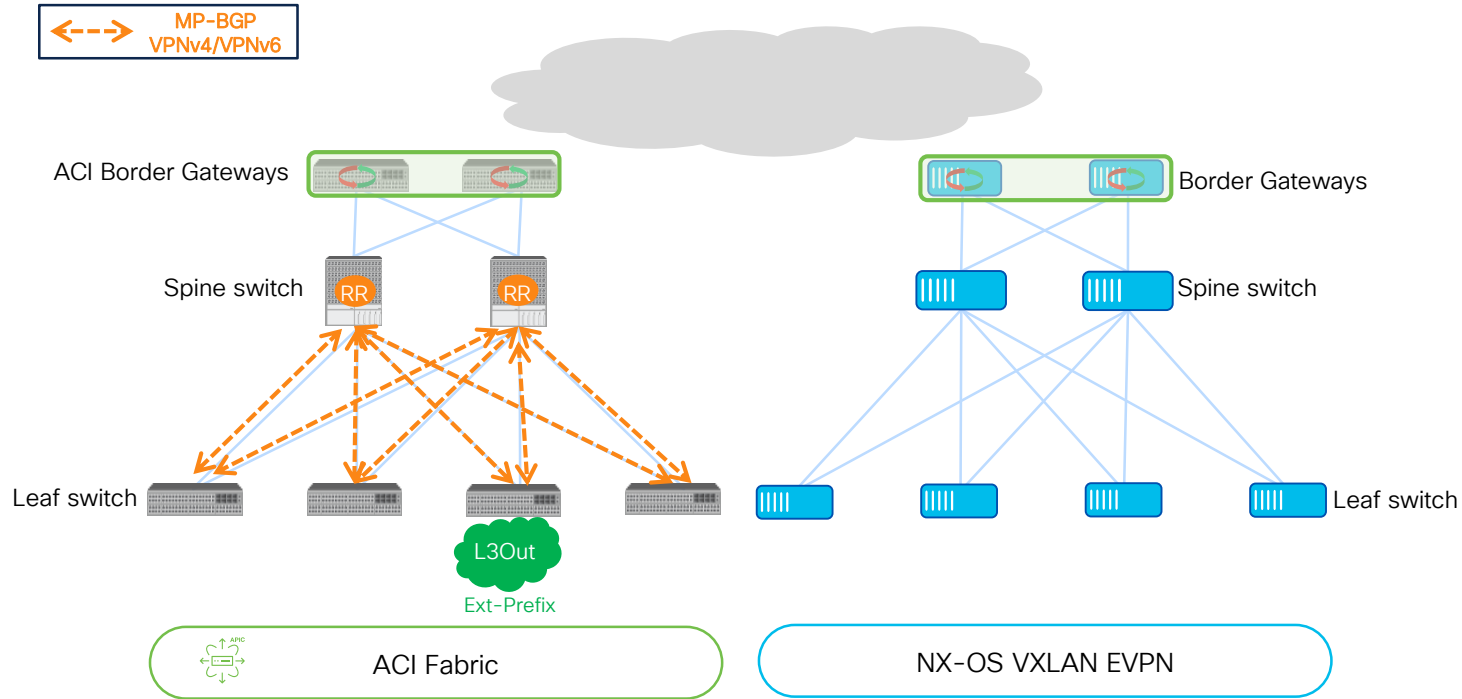 MP-BGP
VPNv4/VPNv6
ACI Border Gateways
Border Gateways
Spine switch
RR
RR
Spine switch
Leaf switch
Leaf switch
L3Out
Ext-Prefix
APIC
ACI Fabric
NX-OS VXLAN EVPN